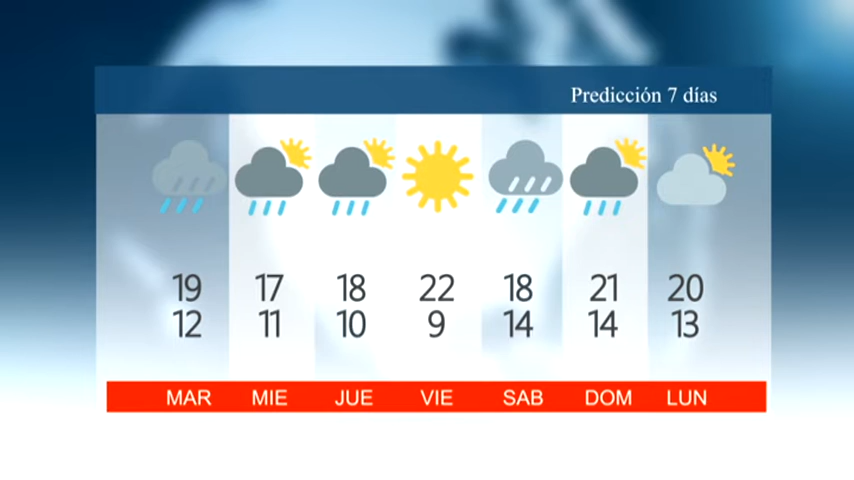 Predicción 7 días
19 17 18 22 18 21 20
12 11 10 9 14 14 13
MAR MIE JUE VIE SAB DOM LUN